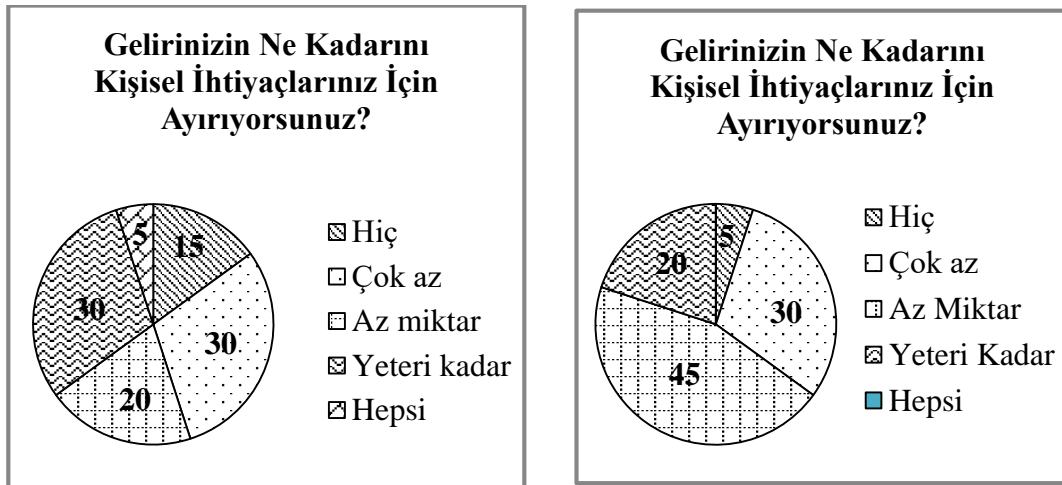 Gelirinizin Ne Kadarını
Kişisel İhtiyaçlarınız İçin
Ayırıyorsunuz?
5
15
30
30
20
Hiç
Çok az
Az miktar
Yeteri kadar
Hepsi
Gelirinizin Ne Kadarını
Kişisel İhtiyaçlarınız İçin
Ayırıyorsunuz?
5
20
30
45
Hiç
Çok az
Az Miktar
Yeteri Kadar
Hepsi